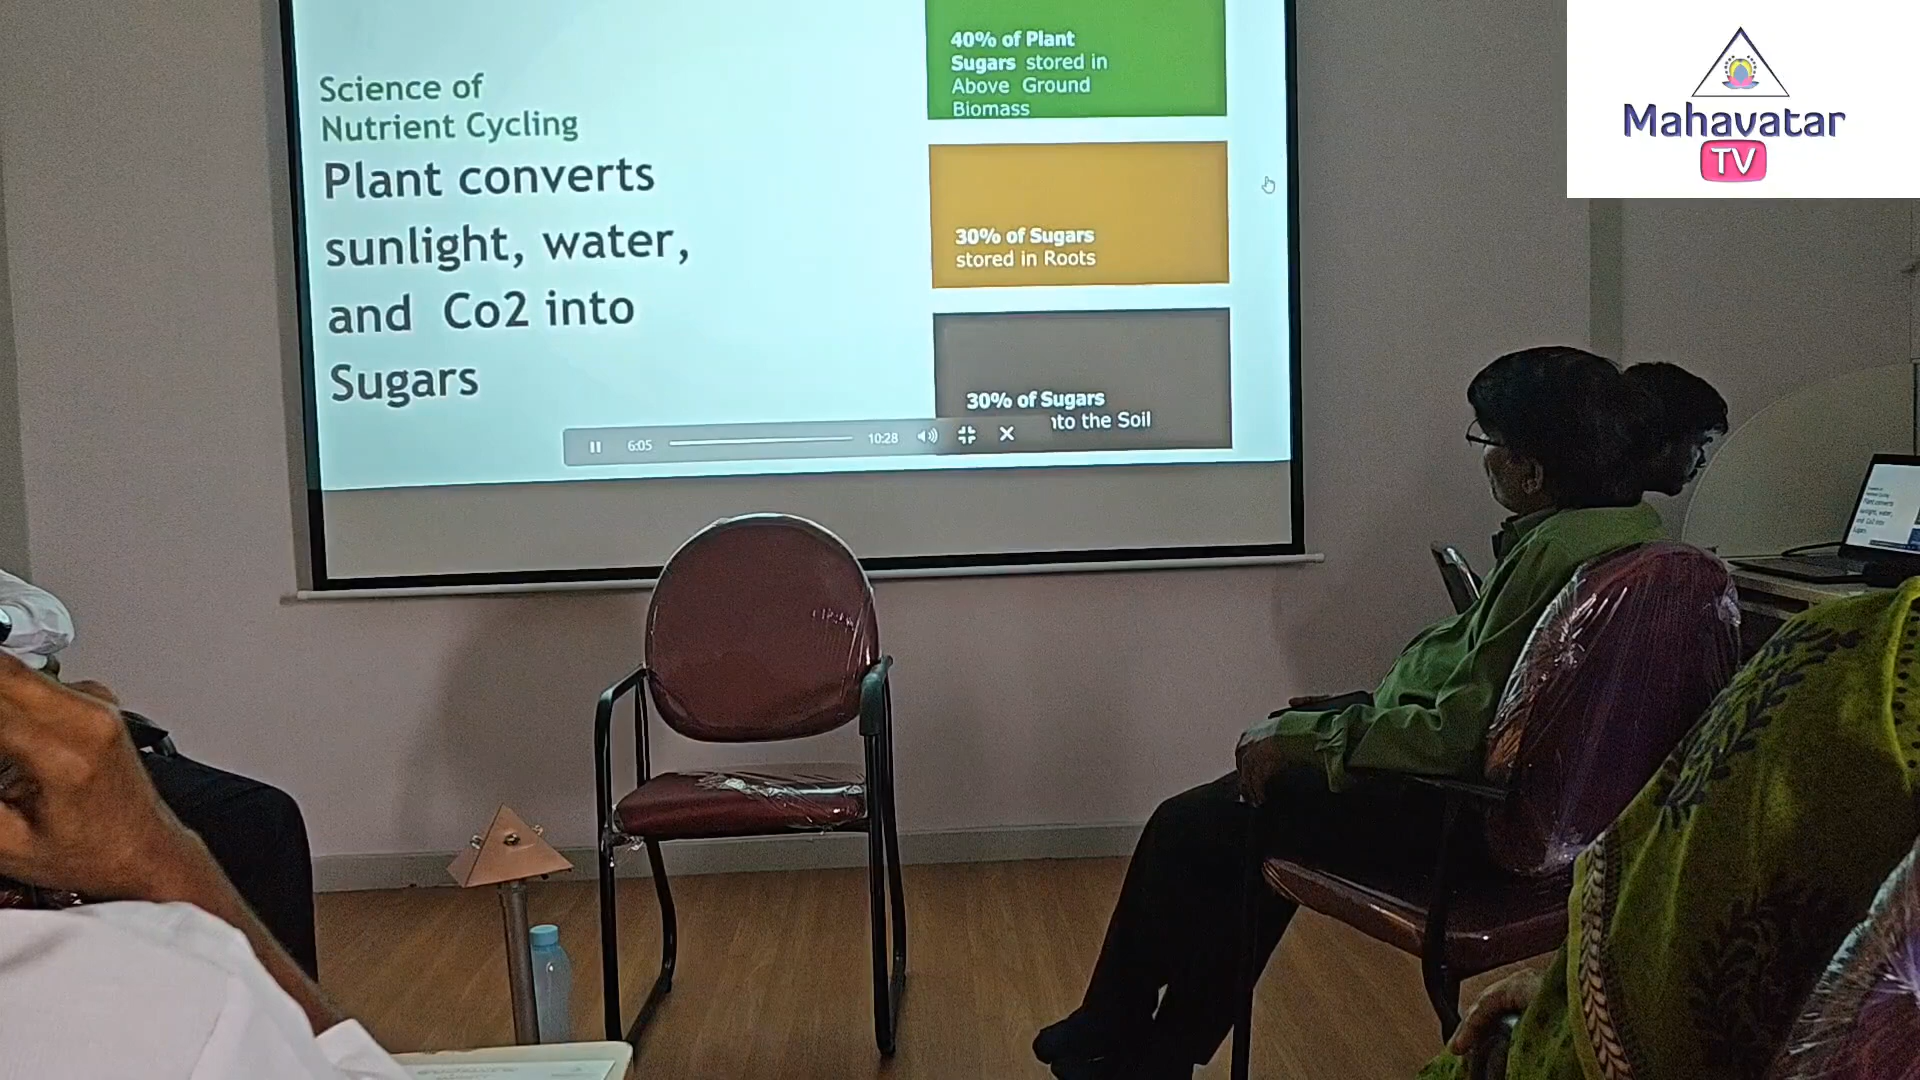 Science of
Nutrient Cycling
Plant converts
sunlight, water,
and Co2 into
Sugars
40% of Plant
Sugars stored in
Above Ground
Biomass
30% of Sugars
stored in Roots
30% of Sugars
to the Soil
6:05
10:28
Mahavatar
TV